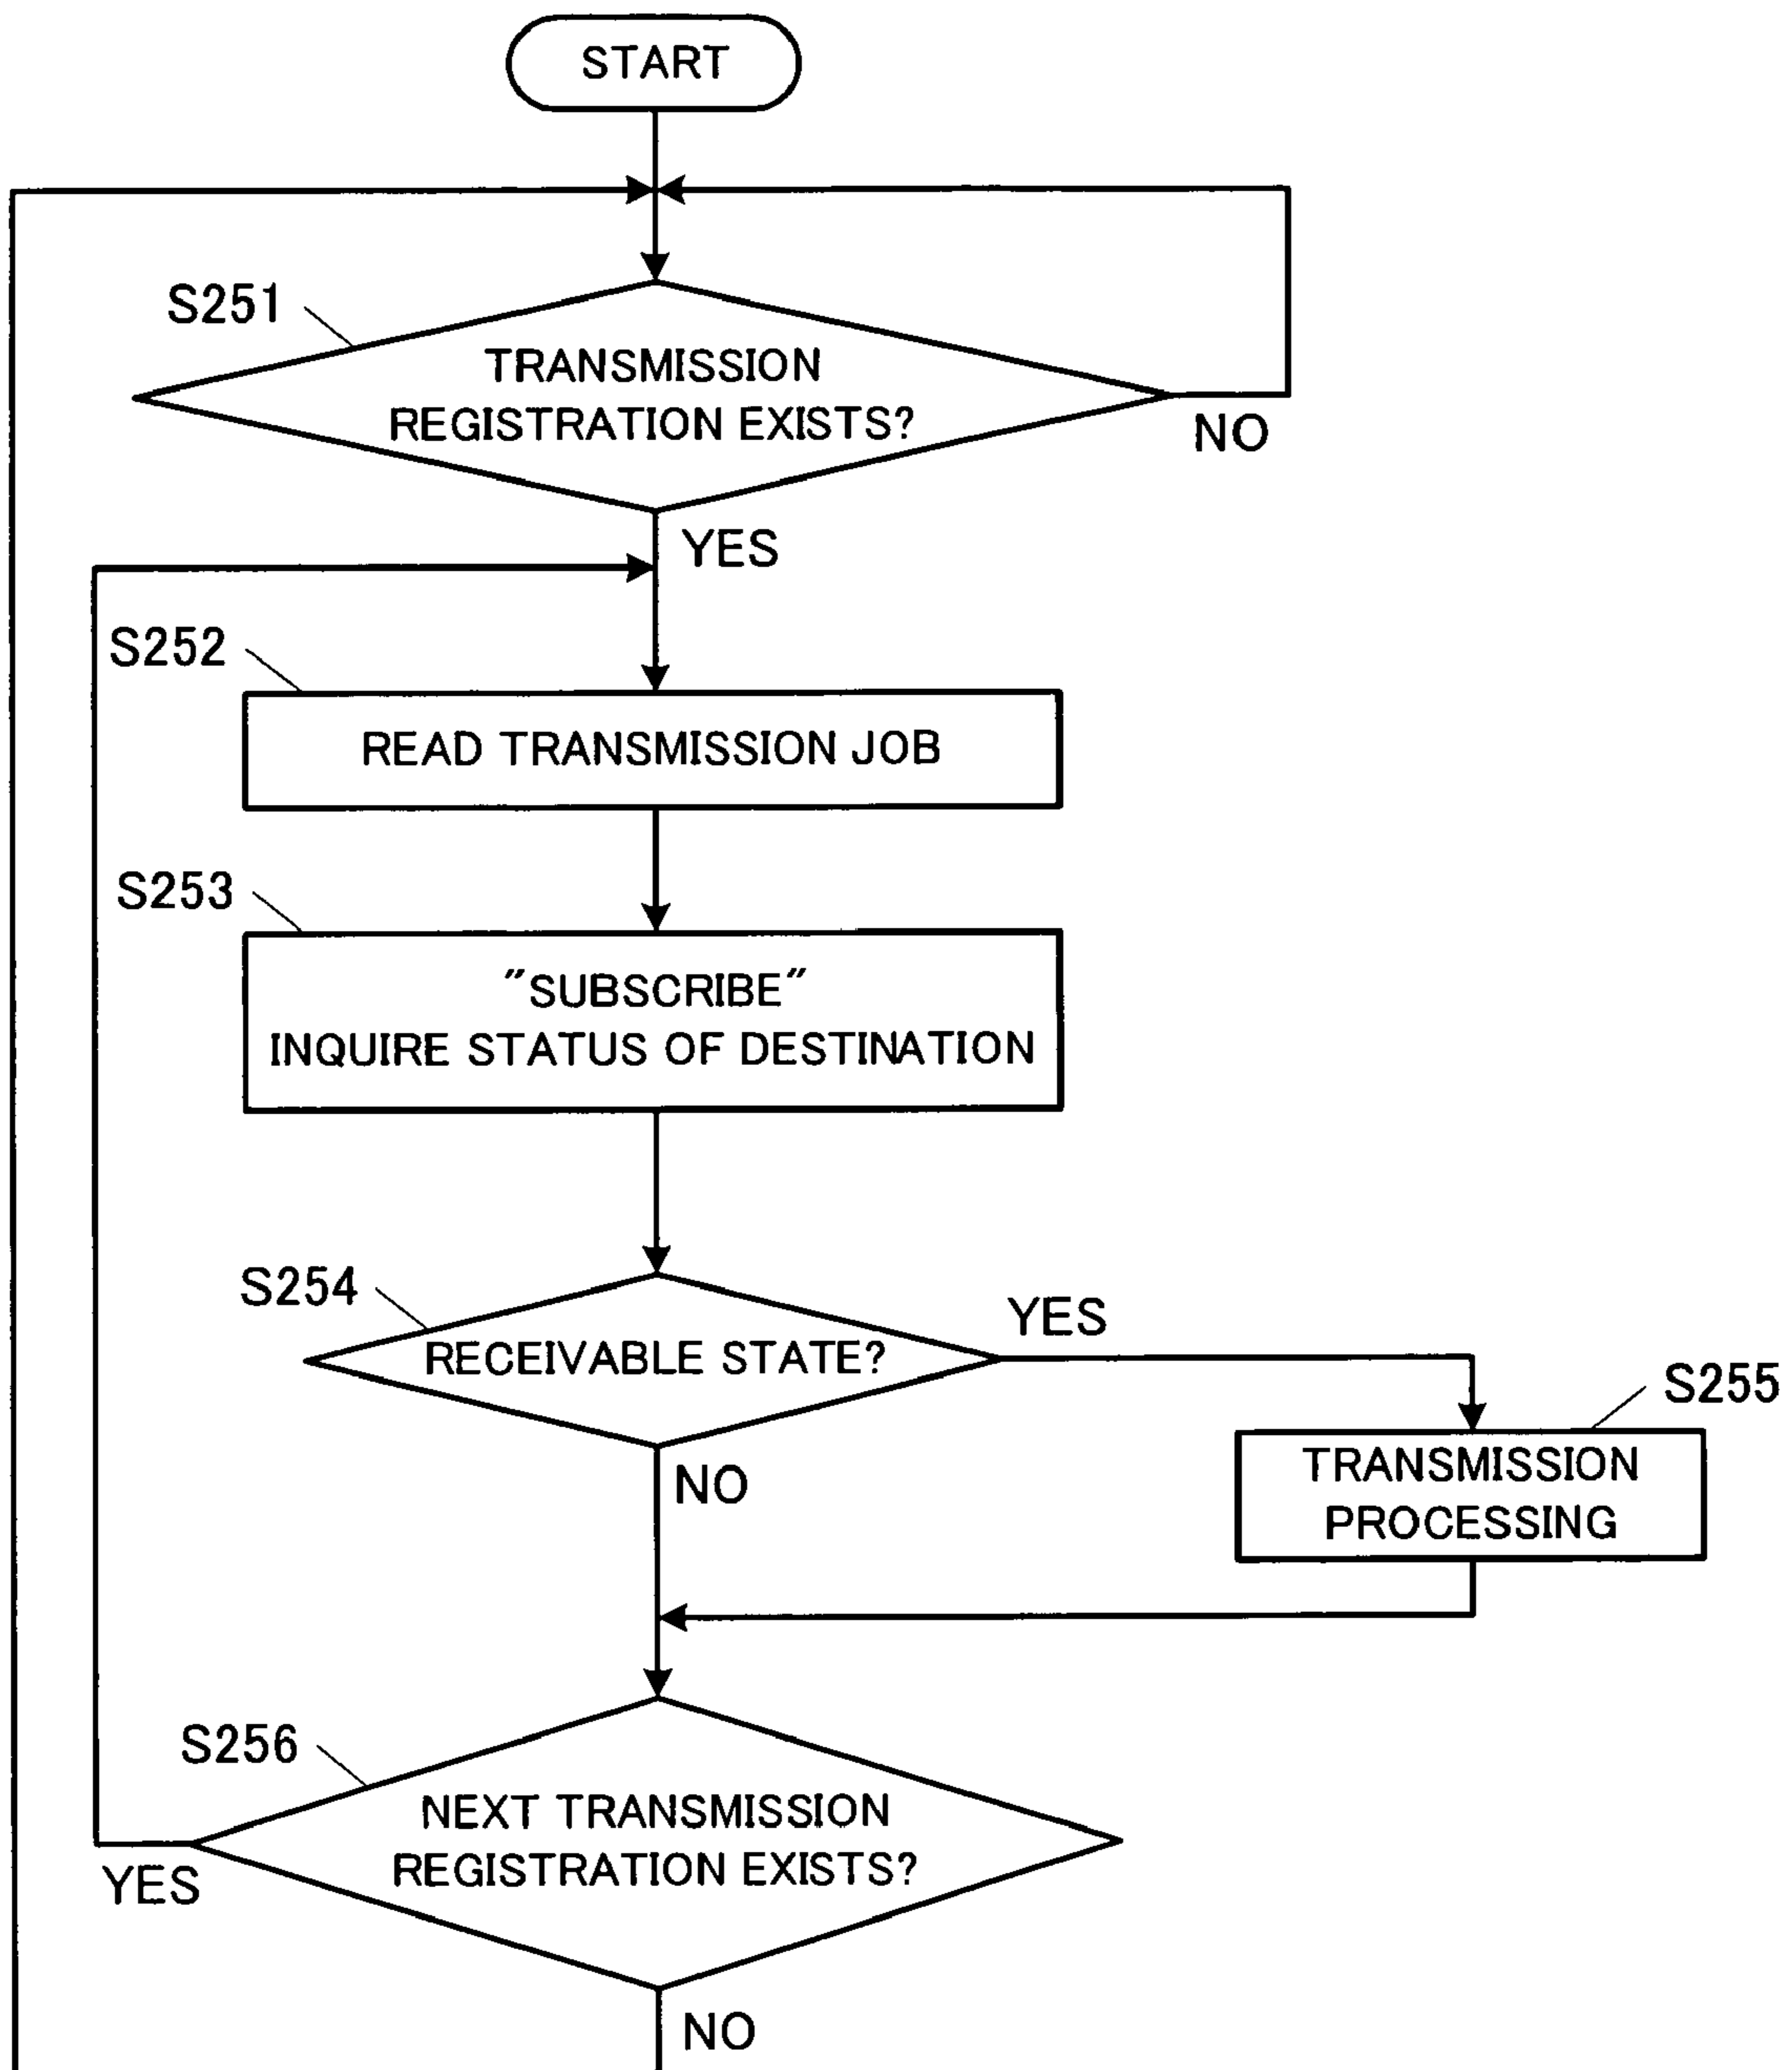 START
S251
TRANSMISSION
REGISTRATION EXISTS?
NO
YES
S252
READ TRANSMISSION JOB
S253
"SUBSCRIBE"
INQUIRE STATUS OF DESTINATION
S254
RECEIVABLE STATE?
YES
S255
TRANSMISSION
PROCESSING
NO
S256
NEXT TRANSMISSION
REGISTRATION EXISTS?
YES
NO